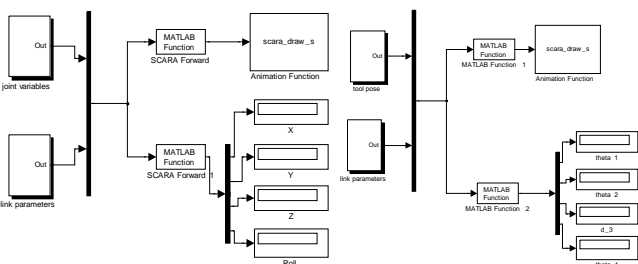 Out
joint variables
Out
link parameters
MATLAB
Function
SCARA Forward
scara_draw_s
Animation Function
MATLAB
Function
SCARA Forward 1
X
Y
Z
Roll
Out
tool pose
Out
link parameters
MATLAB
Function
MATLAB Function 1
scara_draw_s
Animation Function
MATLAB
Function
MATLAB Function 2
theta 1
theta 2
d_3